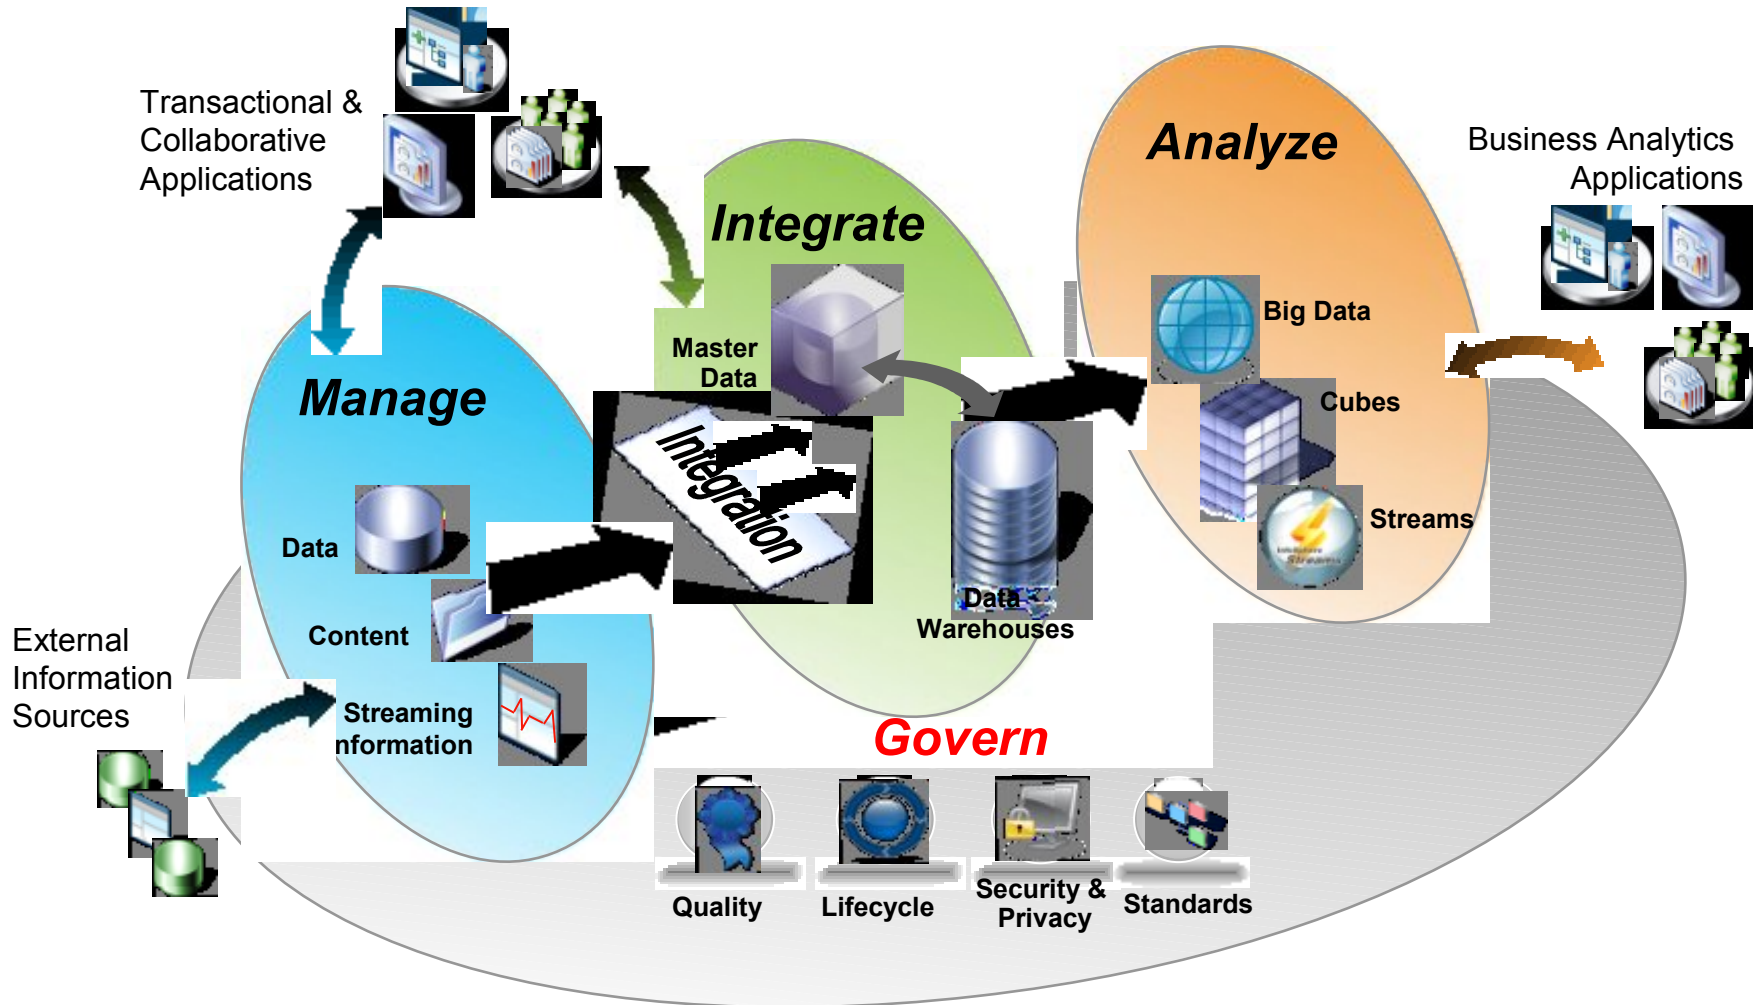 Transactional &
Collaborative
Applications
Analyze
Business Analytics
Applications
Integrate
Big Data
Master
Data
Manage
Cubes
Integration
Streams
Data
Data
Warehouses
Content
External
Information
Sources
Streaming
nformation
Govern
Streams
Quality
Lifecycle
Security &
Privacy
Standards